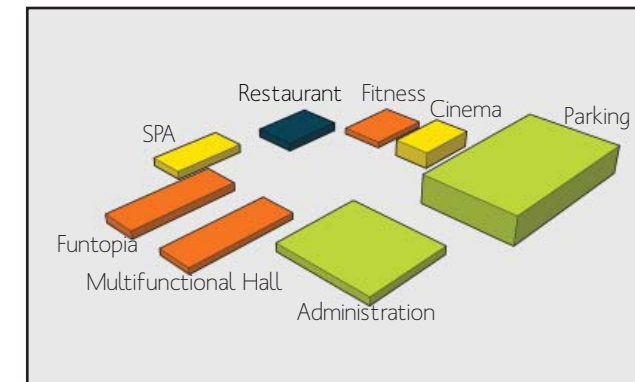 Restaurant
Fitness
Cinema
Parking
SPA
Funtopia
Multifunctional Hall
Administration